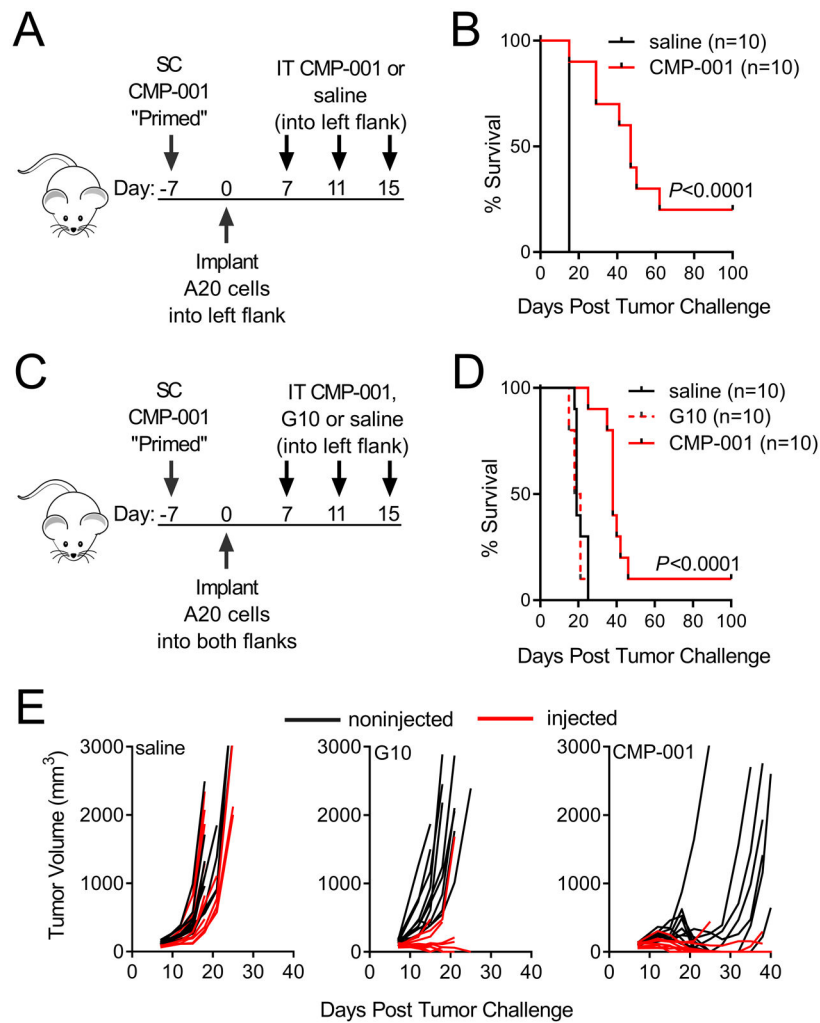 A
SC
CMP-001
"Primed"
IT CMP-001 or
saline
(into left flank)
Day: -7 0 7 11 15
Implant
A20 cells
into left flank
B
saline (n=10)
CMP-001 (n=10)
% Survival
100
50
0
P<0.0001
0 20 40 60 80 100
Days Post Tumor Challenge
C
SC
CMP-001
"Primed"
IT CMP-001,
G10 or saline
(into left flank)
Day: -7 0 7 11 15
Implant
A20 cells
into both flanks
D
saline (n=10)
G10 (n=10)
CMP-001 (n=10)
% Survival
100
50
0
P<0.0001
0 20 40 60 80 100
Days Post Tumor Challenge
E
noninjected injected
Tumor Volume (mm3)
saline
3000
2000
1000
0
0 10 20 30 40
G10
3000
2000
1000
0
0 10 20 30 40
CMP-001
3000
2000
1000
0
0 10 20 30 40
Days Post Tumor Challenge